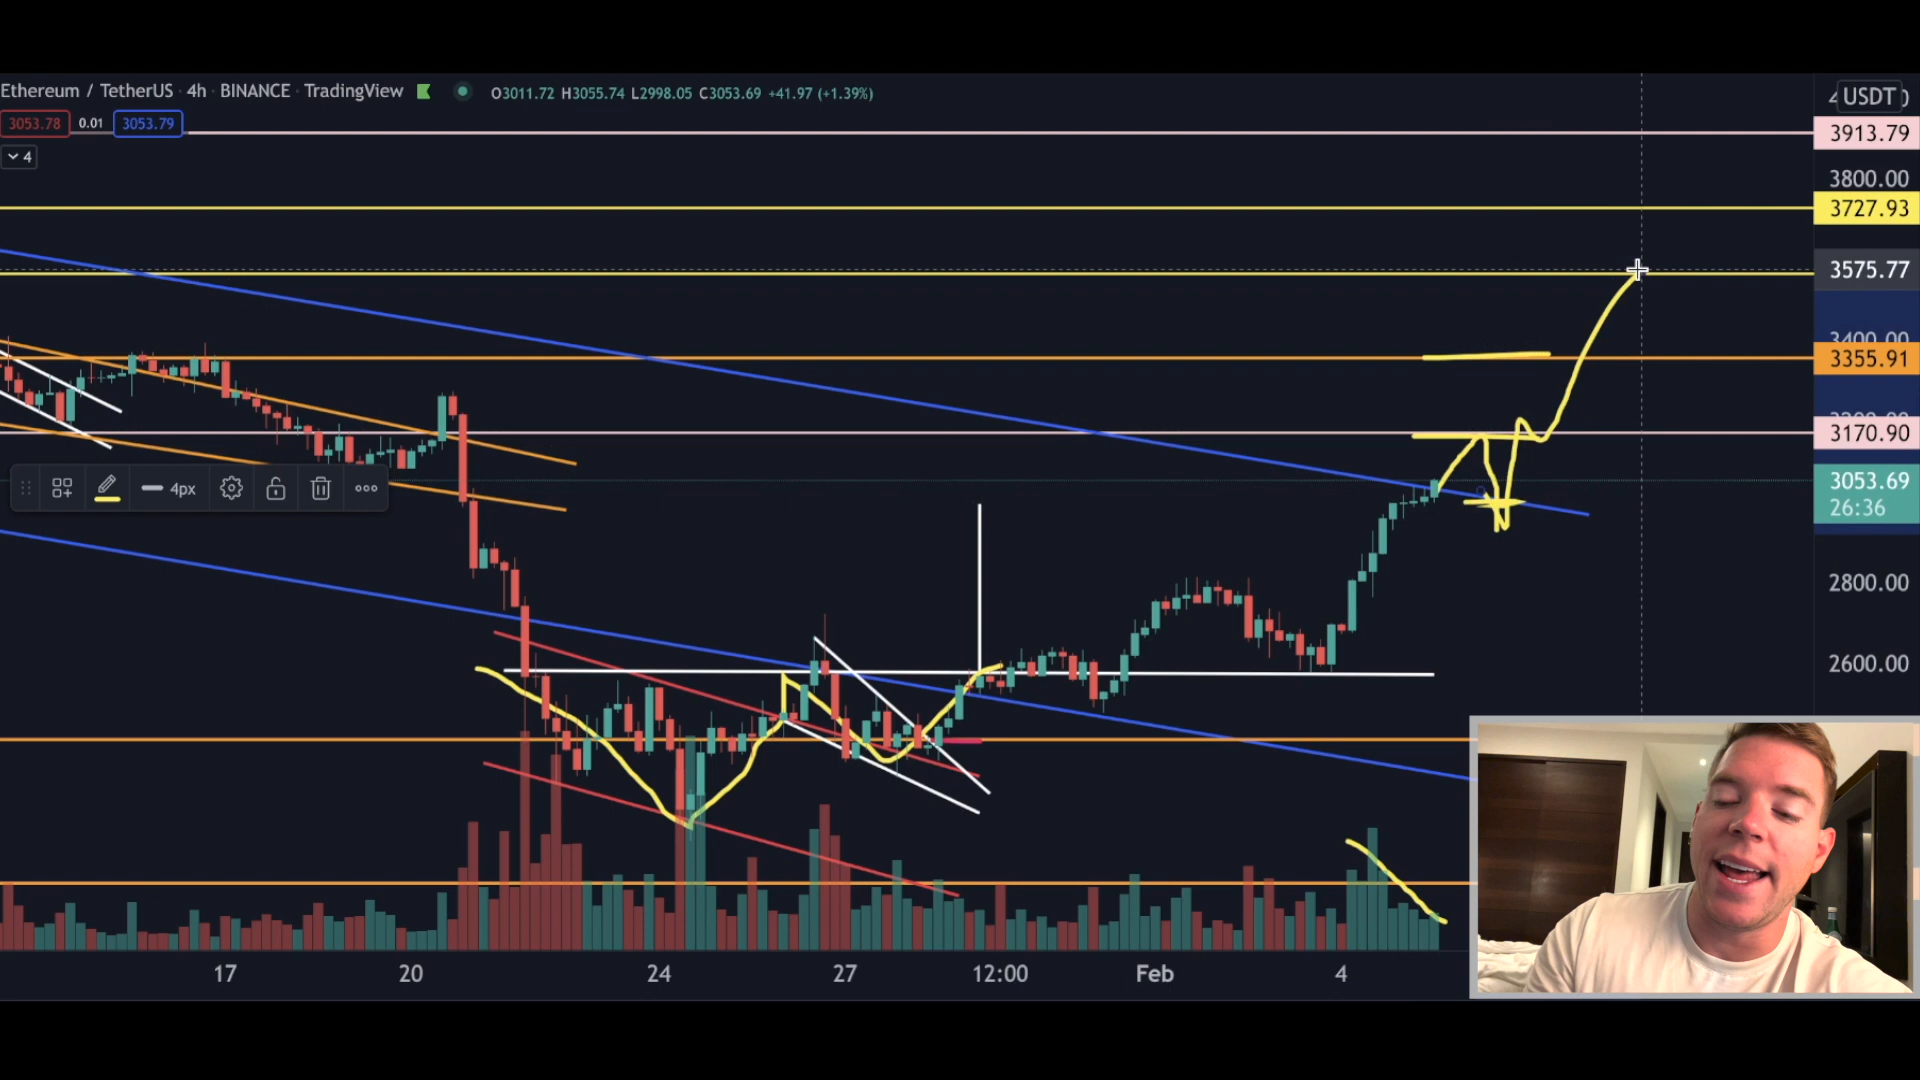 Ethereum / TetherUS · 4h · BINANCE · TradingView O3011.72 H3055.74 L2998.05 C3053.69 +41.97 (+1.39%)
USDT
3053.78 0.01 3053.79
3913.79
4
3800.00
3727.93
3575.77
3400.00
3355.91
3170.90
4px
3053.69
26:36
2800.00
2600.00
17 20 24 27 12:00 Feb 4